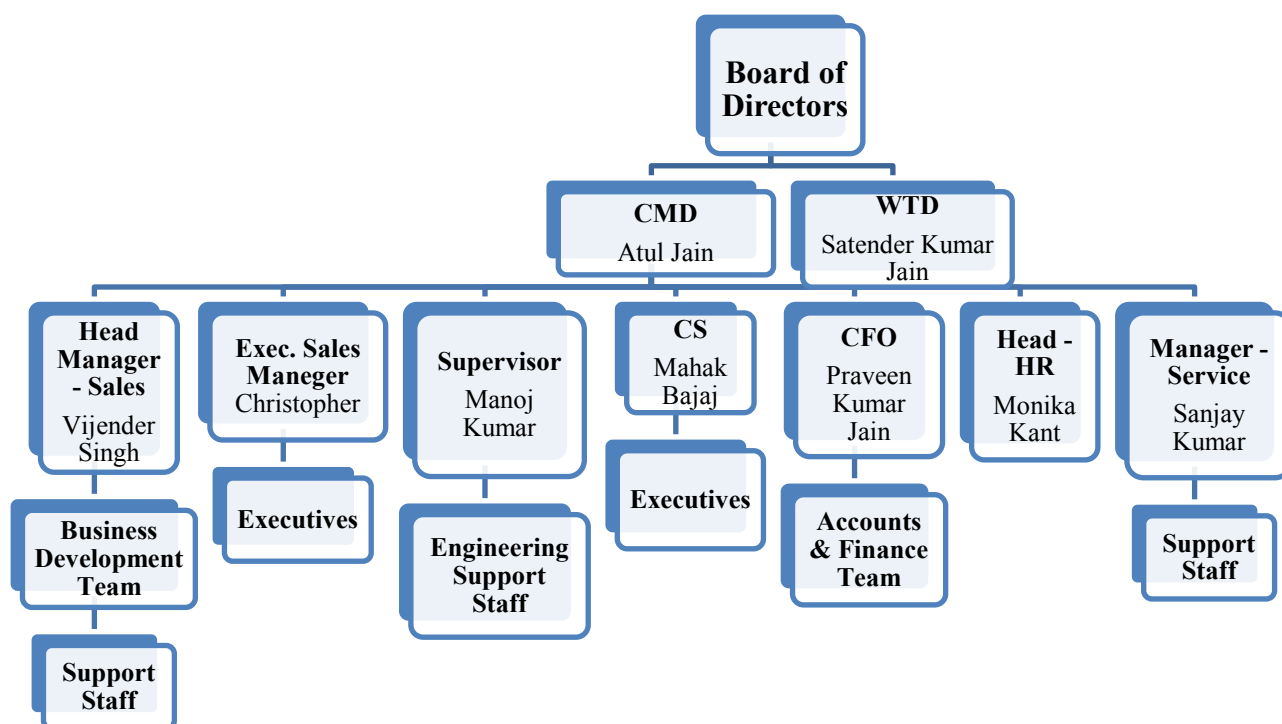 Board of
Directors
CMD
Atul Jain
WTD
Satender Kumar
Jain
Head
Manager
- Sales
Vijender
Singh
Exec. Sales
Maneger
Christopher
Supervisor
Manoj
Kumar
CS
Mahak
Bajaj
CFO
Praveen
Kumar
Jain
Head -
HR
Monika
Kant
Manager -
Service
Sanjay
Kumar
Business
Development
Team
Executives
Engineering
Support
Staff
Executives
Accounts
& Finance
Team
Support
Staff
Support
Staff